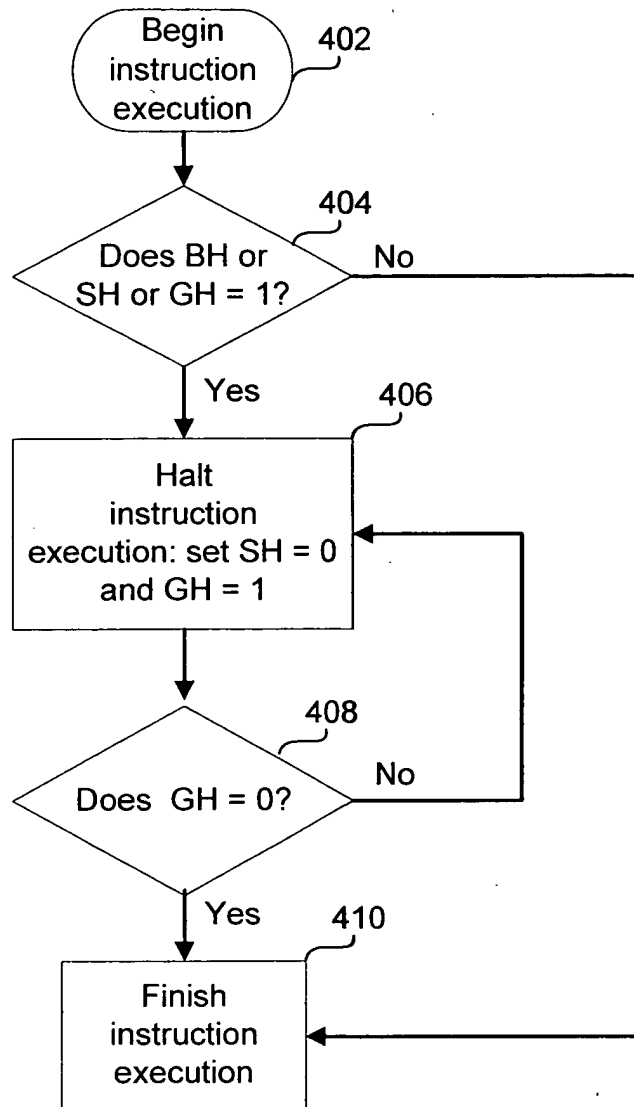 Begin
instruction
execution
402
404
Does BH or
SH or GH = 1?
No
Yes
406
Halt
instruction
execution: set SH = 0
and GH = 1
408
Does GH = 0?
No
Yes
410
Finish
instruction
execution